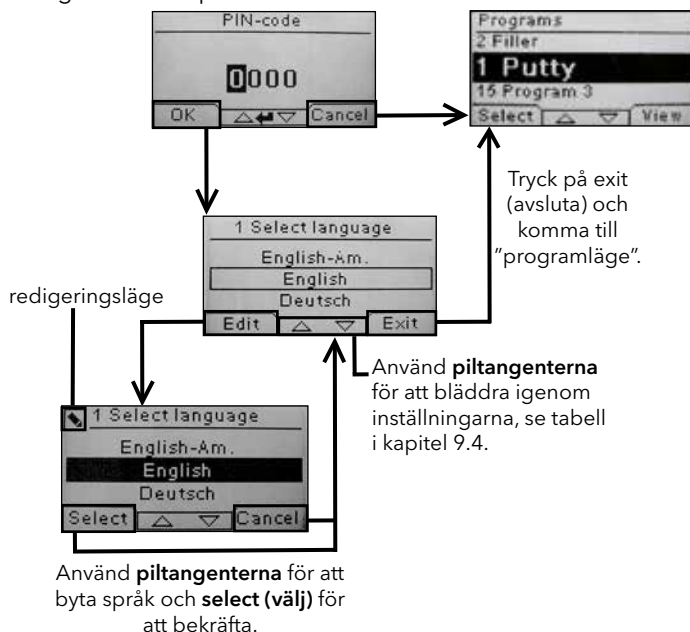 PIN-code
0000
OK
Cancel
Programs
2 Filler
1 Putty
15 Program 3
Select
View
Tryck på exit
(avsluta) och
komma till
"programläge".
1 Select language
English-Am.
English
Deutsch
Edit
Exit
redigeringsläge
Använd piltangenterna
för att bläddra igenom
inställningarna, se tabell
i kapitel 9.4.
1 Select language
English-Am.
English
Deutsch
Select
Cancel
Använd piltangenterna för att
byta språk och select (välj) för
att bekräfta.